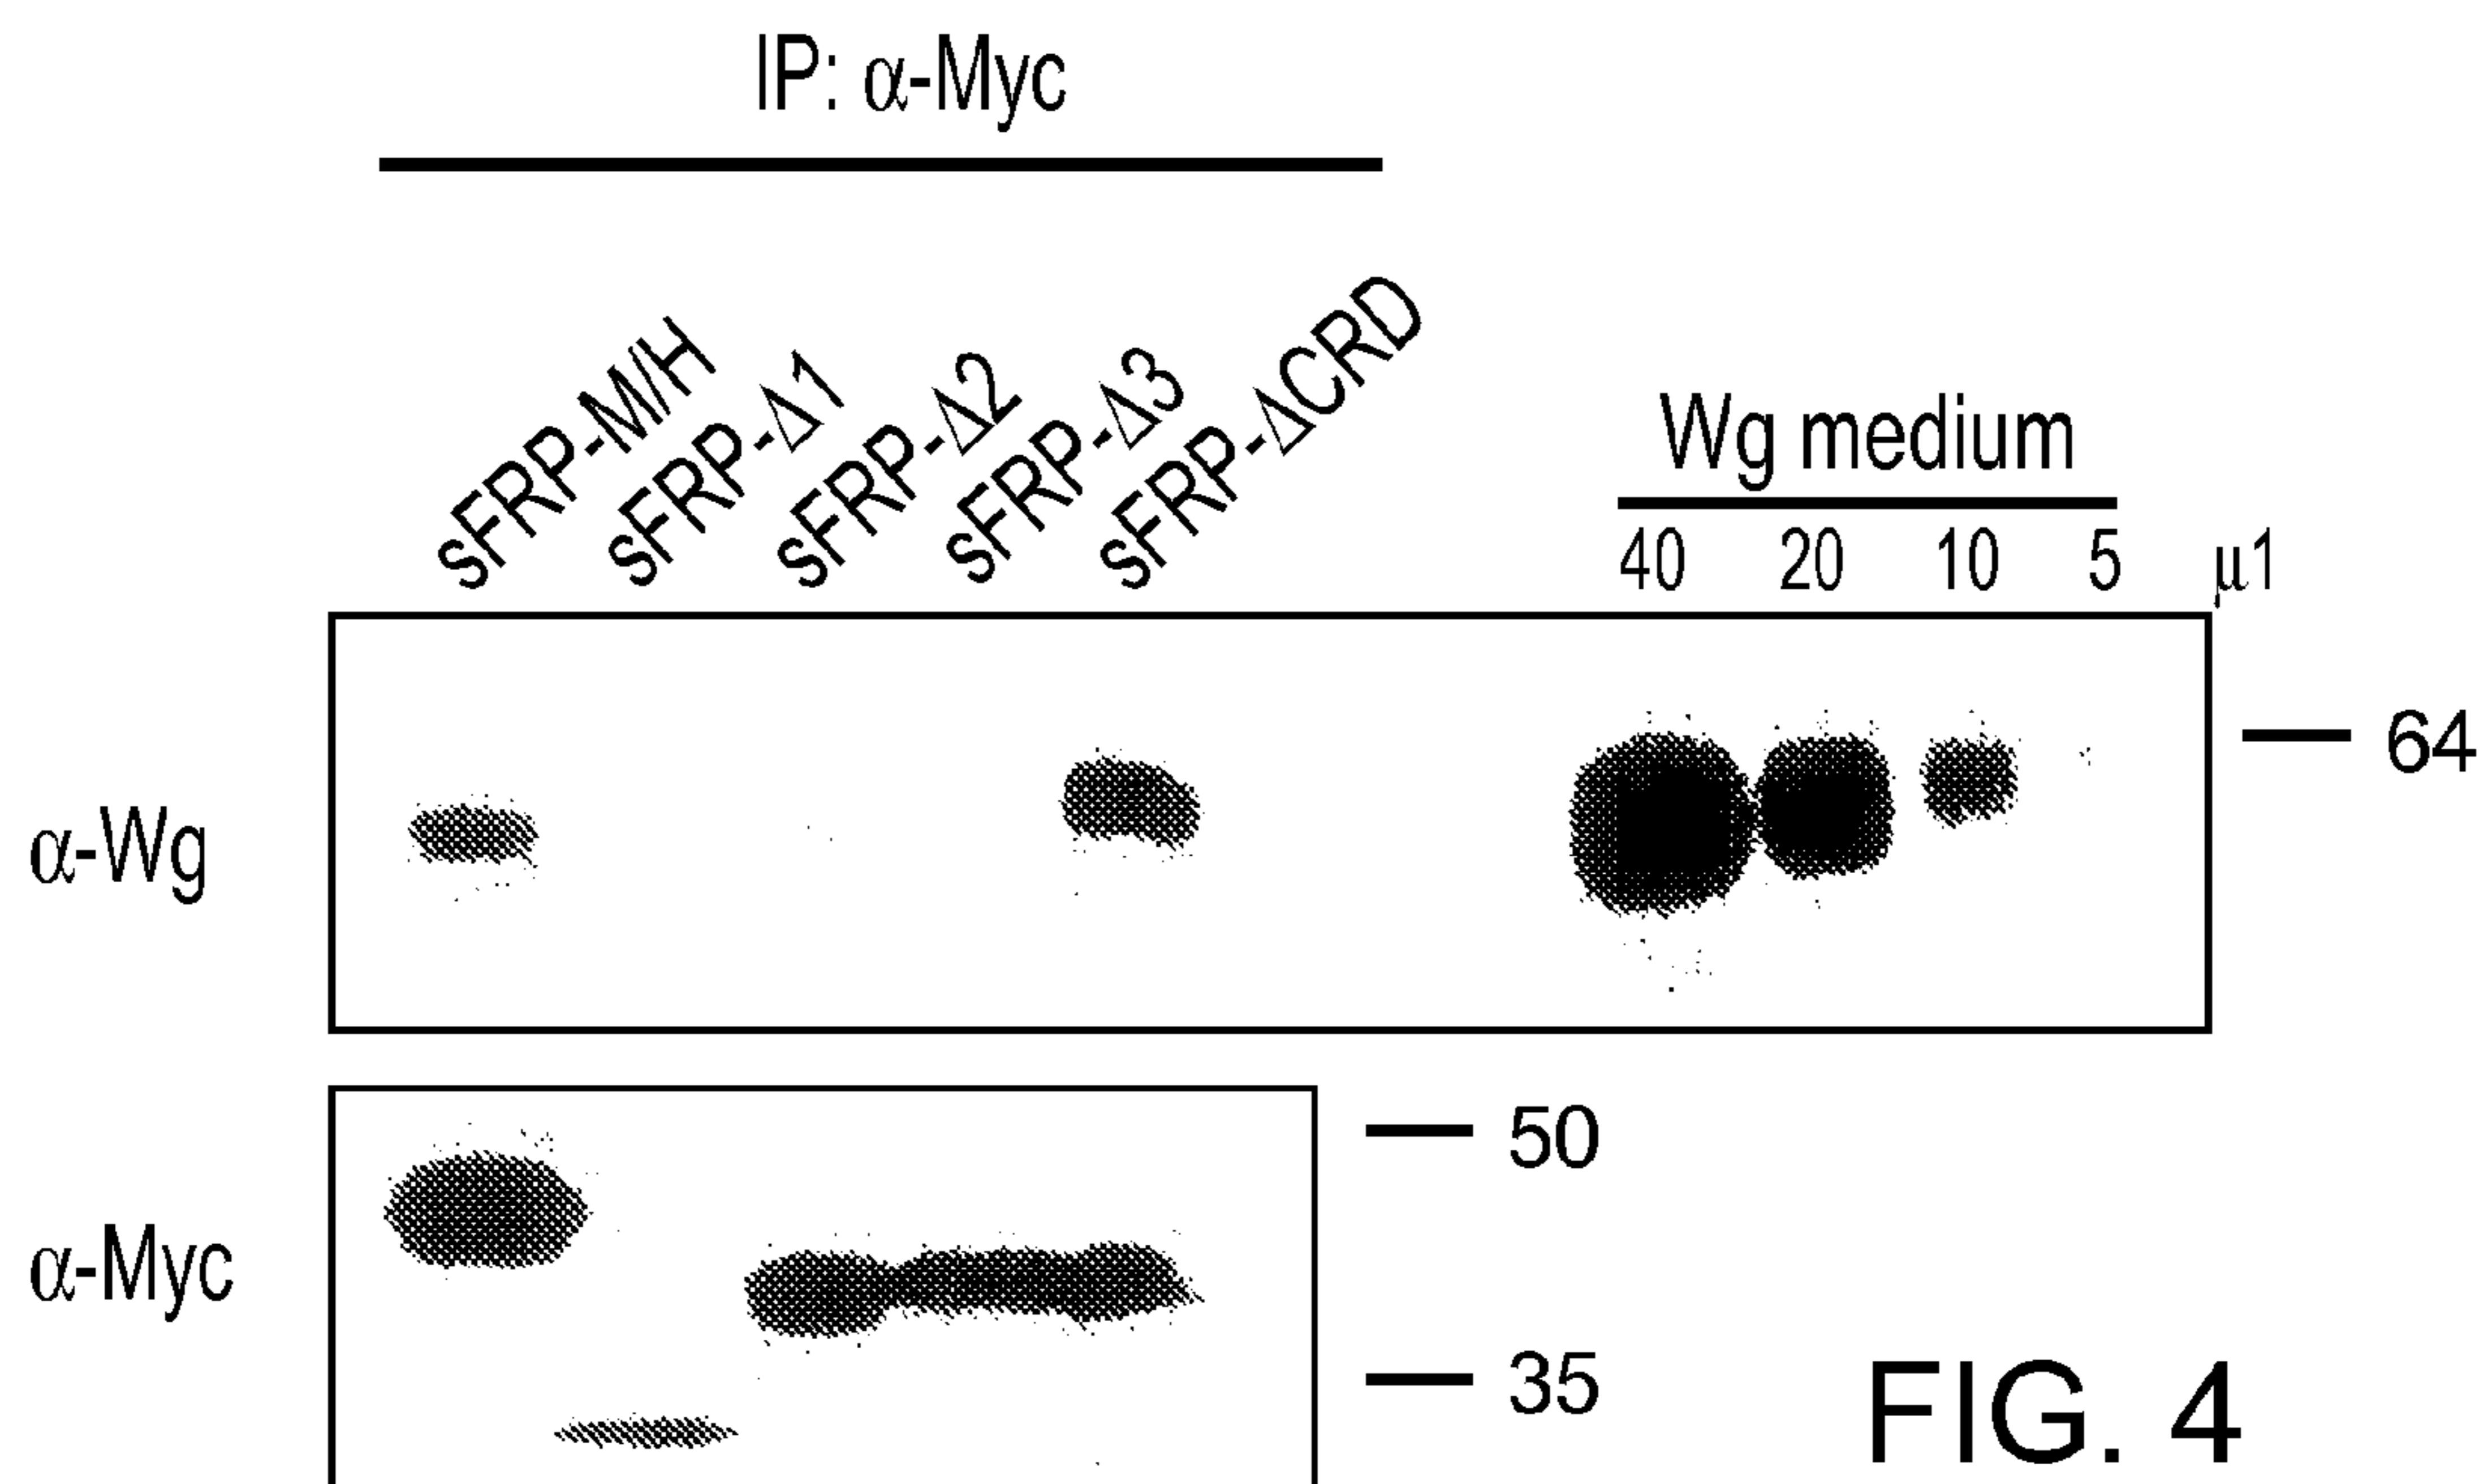 IP: α-Myc
sFRP-M/H sFRP-Δ1 sFRP-Δ2 sFRP-Δ3 sFRP-ΔCRD
Wg medium
40 20 10 5 μ1
64
α-Wg
50
α-Myc
35
FIG. 4